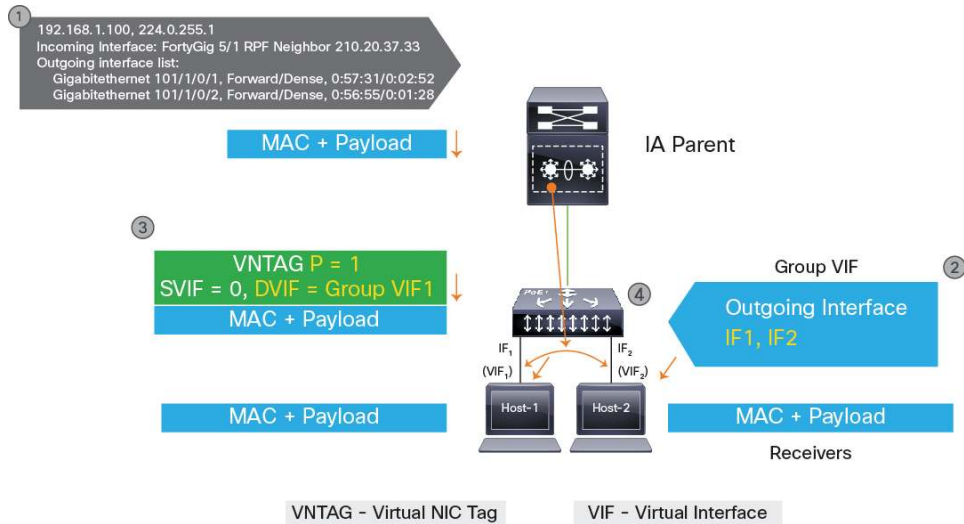 1
192.168.1.100, 224.0.255.1
Incoming Interface: FortyGig 5/1 RPF Neighbor 210.20.37.33
Outgoing interface list:
Gigabitethernet 101/1/0/1, Forward/Dense, 0:57:31/0:02:52
Gigabitethernet 101/1/0/2, Forward/Dense, 0:56:55/0:01:28
MAC + Payload
IA Parent
3
VNTAG P = 1
SVIF = 0, DVIF = Group VIF1
MAC + Payload
PoE+
4
Group VIF
2
Outgoing Interface
IF1, IF2
IF1
IF2
(VIF1)
(VIF2)
MAC + Payload
Host-1
Host-2
MAC + Payload
Receivers
VNTAG - Virtual NIC Tag
VIF - Virtual Interface